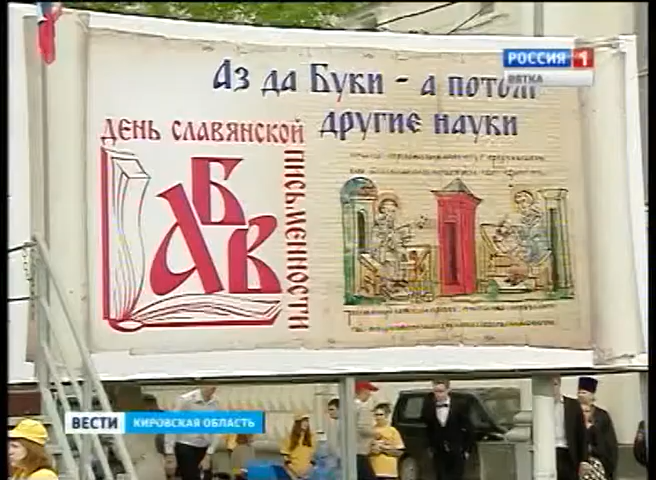 РОССИЯ 1
ВЯТКА
Аз да Буки - а потом
другие науки
ДЕНЬ СЛАВЯНСКОЙ
ПИСЬМЕННОСТИ
АБВ
ВЕСТИ КИРОВСКАЯ ОБЛАСТЬ